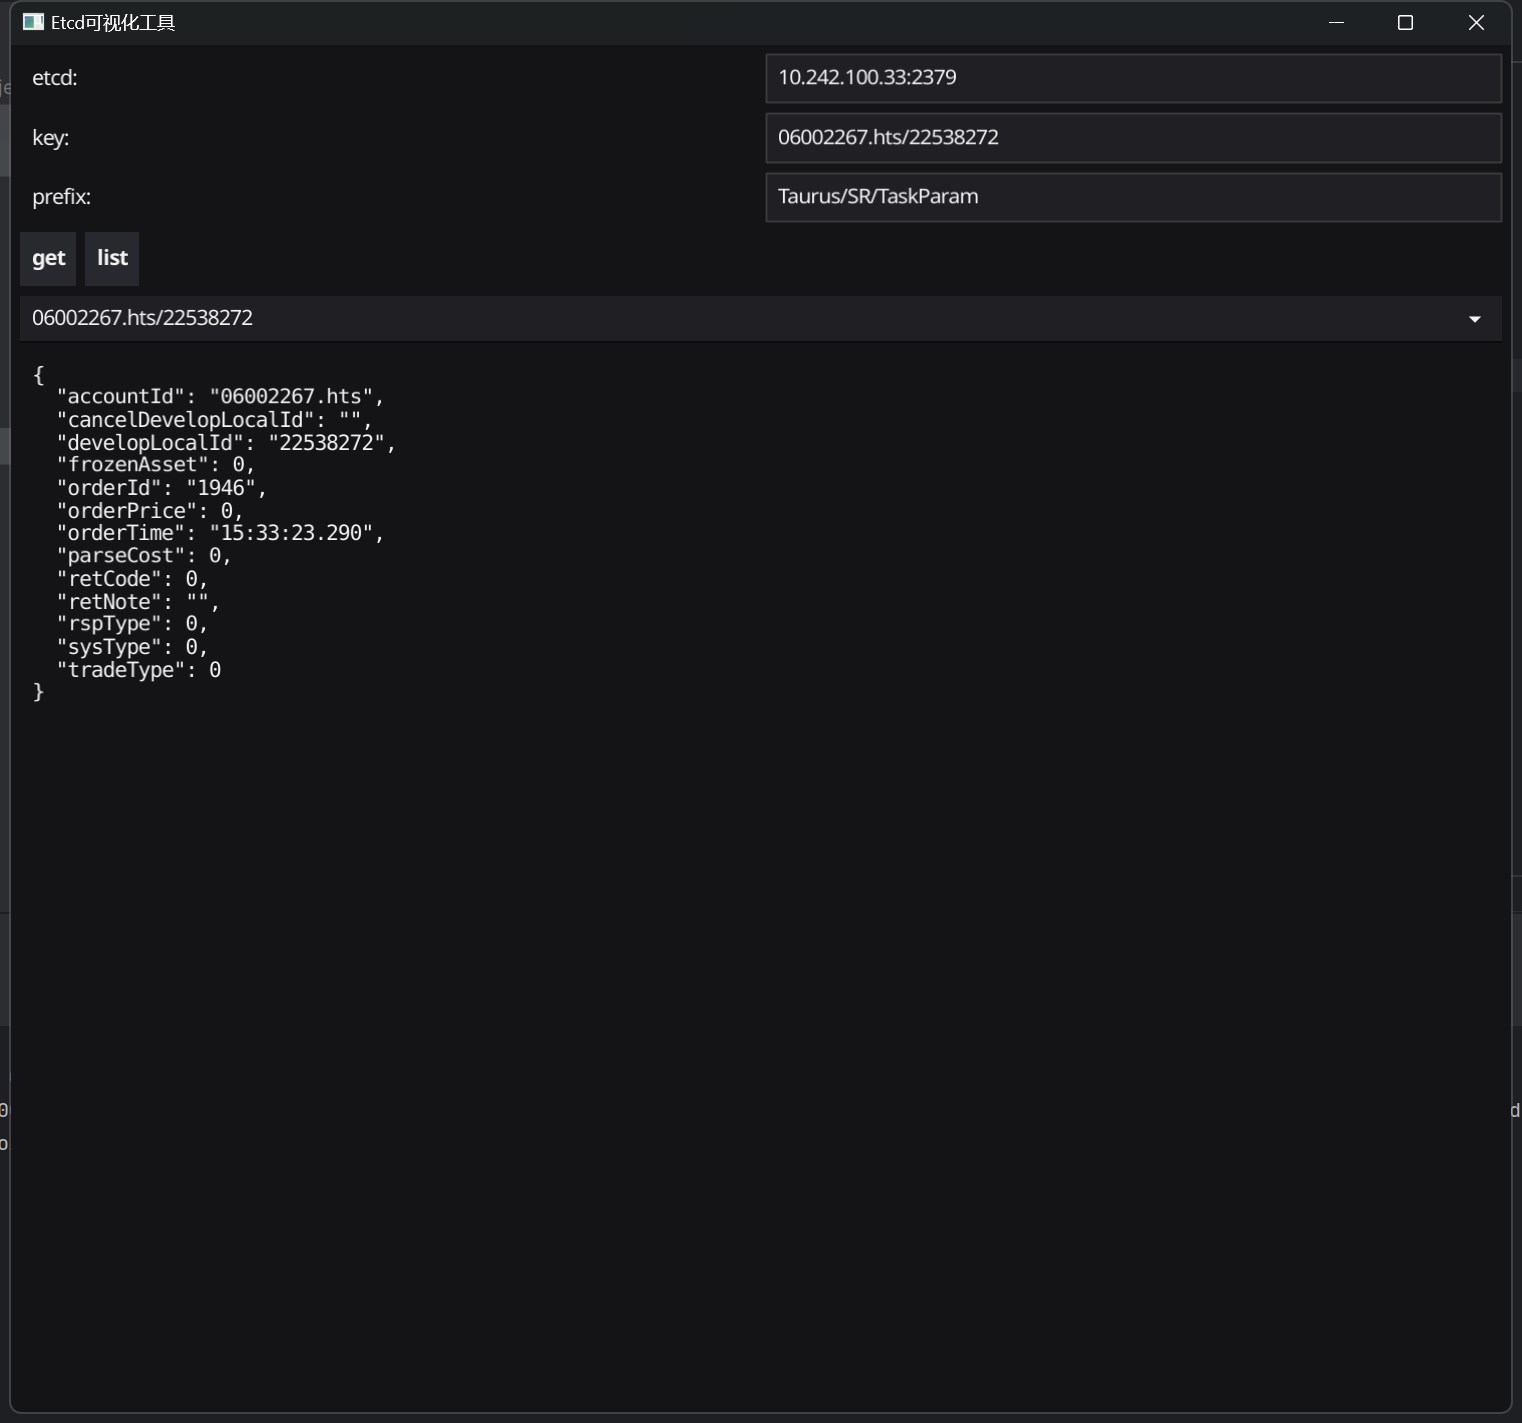 Etcd可视化工具
etcd:
10.242.100.33:2379
key:
06002267.hts/22538272
prefix:
Taurus/SR/TaskParam
get list
06002267.hts/22538272
{
  "accountId": "06002267.hts",
  "cancelDevelopLocalId": "",
  "developLocalId": "22538272",
  "frozenAsset": 0,
  "orderId": "1946",
  "orderPrice": 0,
  "orderTime": "15:33:23.290",
  "parseCost": 0,
  "retCode": 0,
  "retNote": "",
  "rspType": 0,
  "sysType": 0,
  "tradeType": 0
}